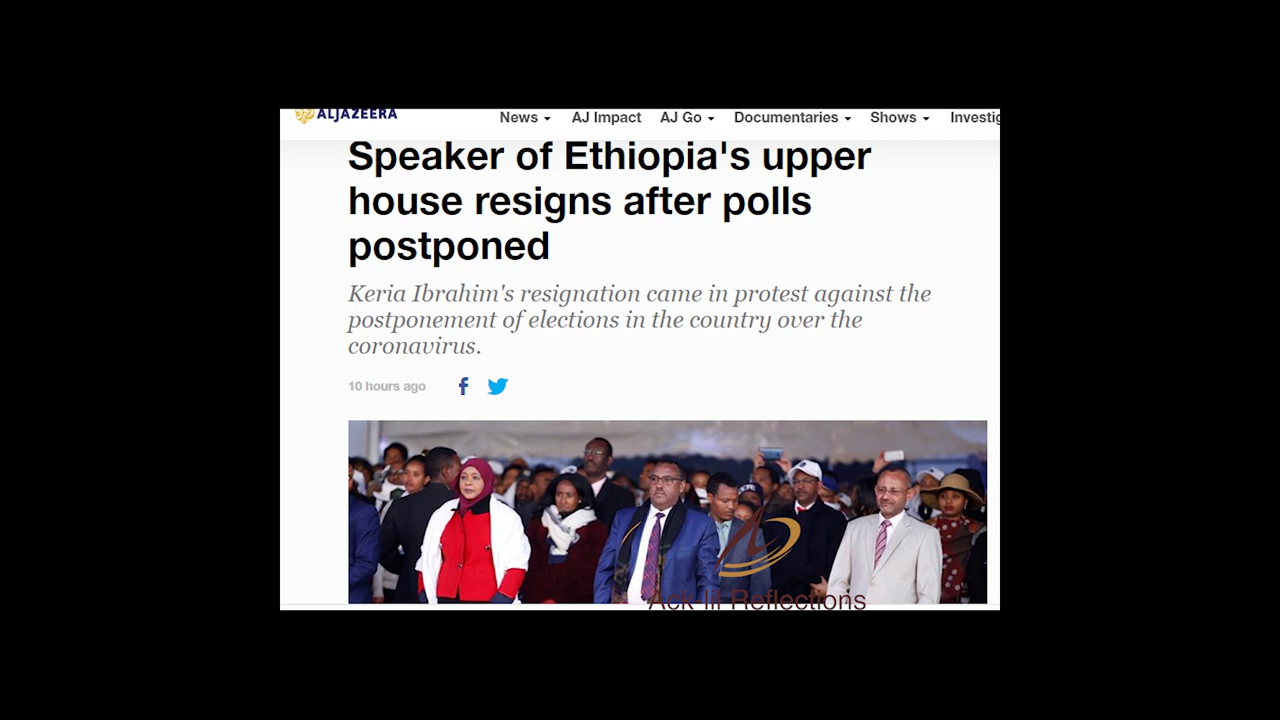 ALJAZEERA
News AJ Impact AJ Go Documentaries Shows Investig
Speaker of Ethiopia's upper
house resigns after polls
postponed
Keria Ibrahim's resignation came in protest against the
postponement of elections in the country over the
coronavirus.
10 hours ago
Ack-lil Reflections